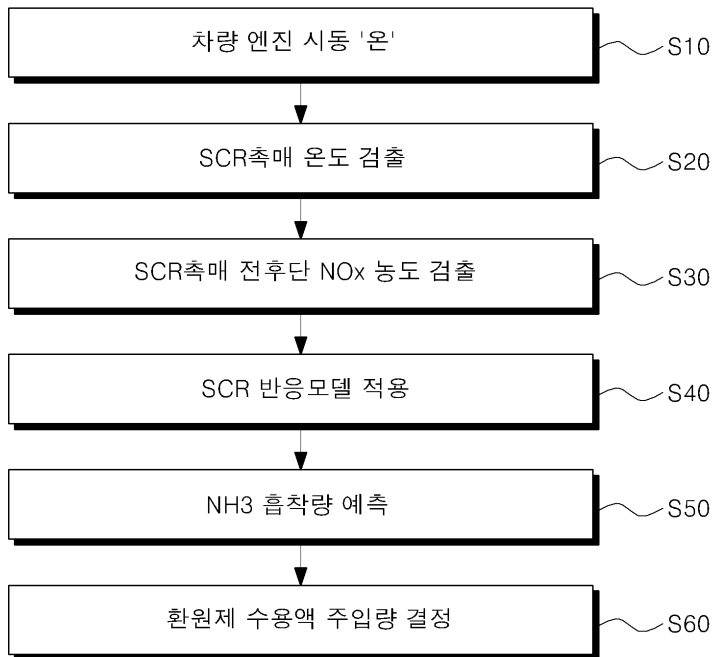 차량 엔진 시동 '온'
S10
SCR촉매 온도 검출
S20
SCR촉매 전후단 NOx 농도 검출
S30
SCR 반응모델 적용
S40
NH3 흡착량 예측
S50
환원제 수용액 주입량 결정
S60